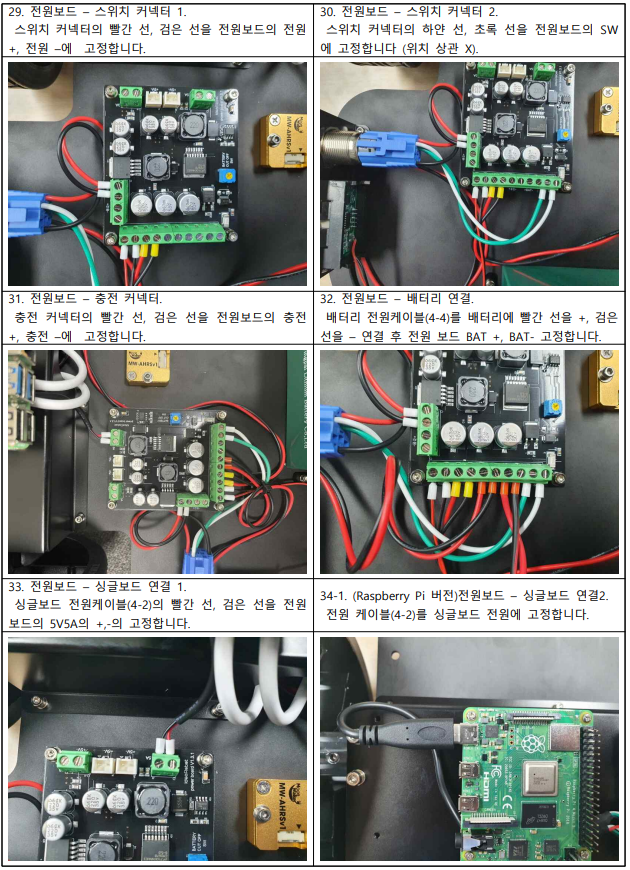 29. 전원보드 – 스위치 커넥터 1.
스위치 커넥터의 빨간 선, 검은 선을 전원보드의 전원
+, 전원 –에 고정합니다.
30. 전원보드 – 스위치 커넥터 2.
스위치 커넥터의 하얀 선, 초록 선을 전원보드의 SW
에 고정합니다 (위치 상관 X).
MW-AHRSv1
31. 전원보드 – 충전 커넥터.
충전 커넥터의 빨간 선, 검은 선을 전원보드의 충전
+, 충전 –에 고정합니다.
32. 전원보드 – 배터리 연결.
배터리 전원케이블(4-4)를 배터리에 빨간 선을 +, 검은
선을 – 연결 후 전원 보드 BAT +, BAT- 고정합니다.
MW-AHRSv1
33. 전원보드 – 싱글보드 연결 1.
싱글보드 전원케이블(4-2)의 빨간 선, 검은 선을 전원
보드의 5V5A의 +,-의 고정합니다.
34-1. (Raspberry Pi 버전)전원보드 – 싱글보드 연결2.
전원 케이블(4-2)를 싱글보드 전원에 고정합니다.
220
MW-AHRSv1
HDMI
FC CE